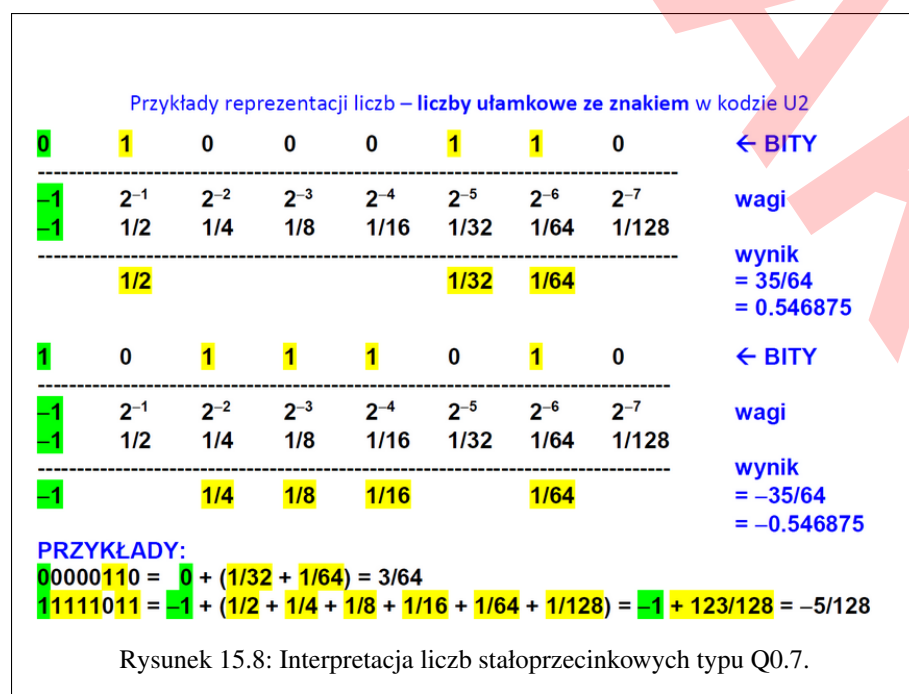 Przykłady reprezentacji liczb – liczby ułamkowe ze znakiem w kodzie U2
0 1 0 0 0 1 1 0 ← BITY
--------------------------------------------------------------------------------
–1 2⁻¹ 2⁻² 2⁻³ 2⁻⁴ 2⁻⁵ 2⁻⁶ 2⁻⁷ wagi
–1 1/2 1/4 1/8 1/16 1/32 1/64 1/128
--------------------------------------------------------------------------------
wynik
1/2 1/32 1/64 = 35/64
= 0.546875
1 0 1 1 1 0 1 0 ← BITY
--------------------------------------------------------------------------------
–1 2⁻¹ 2⁻² 2⁻³ 2⁻⁴ 2⁻⁵ 2⁻⁶ 2⁻⁷ wagi
–1 1/2 1/4 1/8 1/16 1/32 1/64 1/128
--------------------------------------------------------------------------------
wynik
–1 1/4 1/8 1/16 1/64 = –35/64
= –0.546875
PRZYKŁADY:
00000110 = 0 + (1/32 + 1/64) = 3/64
11111011 = –1 + (1/2 + 1/4 + 1/8 + 1/16 + 1/64 + 1/128) = –1 + 123/128 = –5/128
Rysunek 15.8: Interpretacja liczb stałoprzecinkowych typu Q0.7.